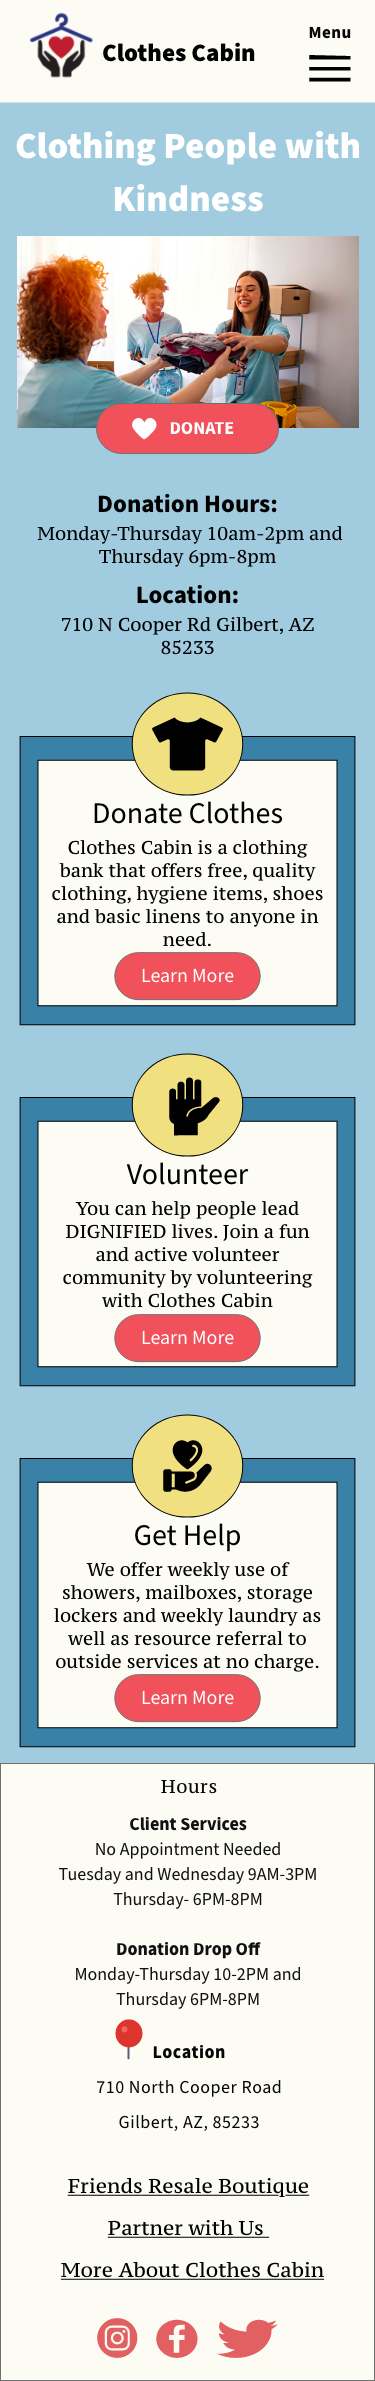 Menu
Clothes Cabin
Clothing People with
Kindness
DONATE
Donation Hours:
Monday-Thursday 10am-2pm and
Thursday 6pm-8pm
Location:
710 N Cooper Rd Gilbert, AZ
85233
Donate Clothes
Clothes Cabin is a clothing
bank that offers free, quality
clothing, hygiene items, shoes
and basic linens to anyone in
need.
Learn More
Volunteer
You can help people lead
DIGNIFIED lives. Join a fun
and active volunteer
community by volunteering
with Clothes Cabin
Learn More
Get Help
We offer weekly use of
showers, mailboxes, storage
lockers and weekly laundry as
well as resource referral to
outside services at no charge.
Learn More
Hours
Client Services
No Appointment Needed
Tuesday and Wednesday 9AM-3PM
Thursday- 6PM-8PM
Donation Drop Off
Monday-Thursday 10-2PM and
Thursday 6PM-8PM
Location
710 North Cooper Road
Gilbert, AZ, 85233
Friends Resale Boutique
Partner with Us
More About Clothes Cabin